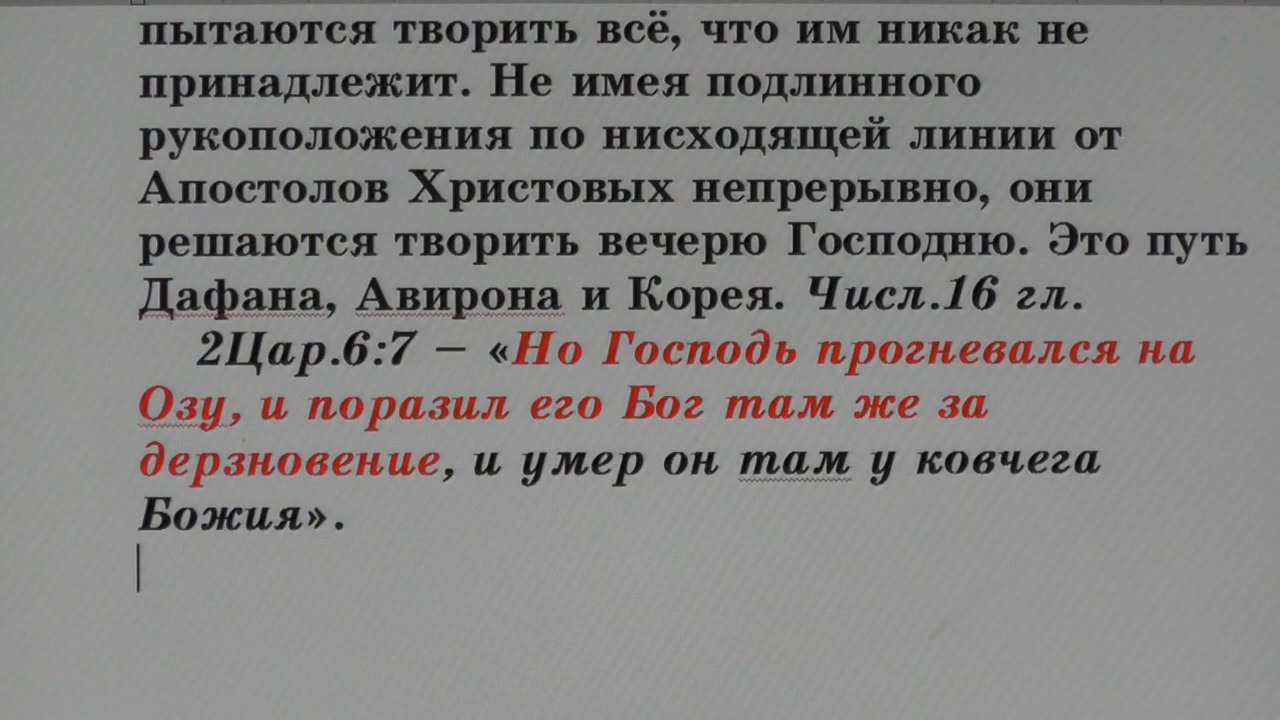 пытаются творить всё, что им никак не
принадлежит. Не имея подлинного
рукоположения по нисходящей линии от
Апостолов Христовых непрерывно, они
решаются творить вечерю Господню. Это путь
Дафана, Авирона и Корея. Числ.16 гл.
2Цар.6:7 – «Но Господь прогневался на
Озу, и поразил его Бог там же за
дерзновение, и умер он там у ковчега
Божия».